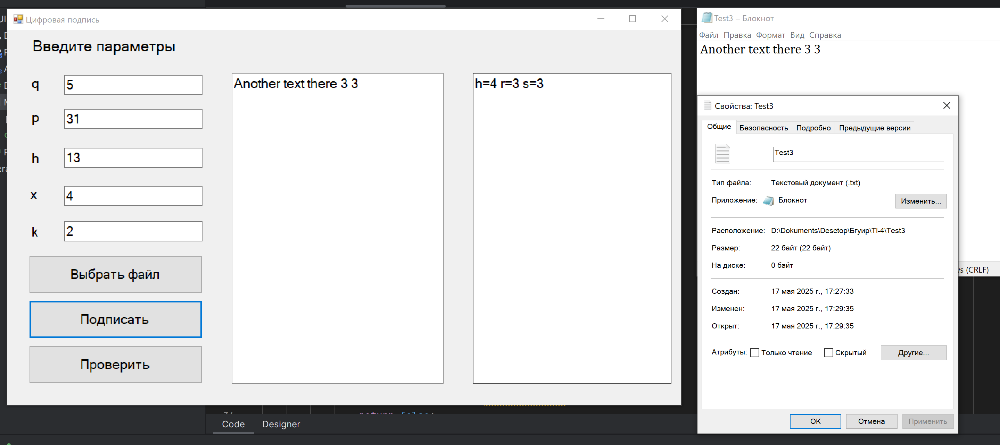 Цифровая подпись
Введите параметры
q
5
p
31
h
13
x
4
k
2
Выбрать файл
Подписать
Проверить
Another text there 3 3
h=4 r=3 s=3
Code
Designer
Test3 – Блокнот
Файл Правка Формат Вид Справка
Another text there 3 3
(CRLF)
Свойства: Test3
Общие Безопасность Подробно Предыдущие версии
Test3
Тип файла: Текстовый документ (.txt)
Приложение: Блокнот Изменить...
Расположение: D:\Dokuments\Desctop\Бгуир\TI-4\Test3
Размер: 22 байт (22 байт)
На диске: 0 байт
Создан: 17 мая 2025 г., 17:27:33
Изменен: 17 мая 2025 г., 17:29:35
Открыт: 17 мая 2025 г., 17:29:35
Атрибуты: Только чтение Скрытый Другие...
OK Отмена Применить